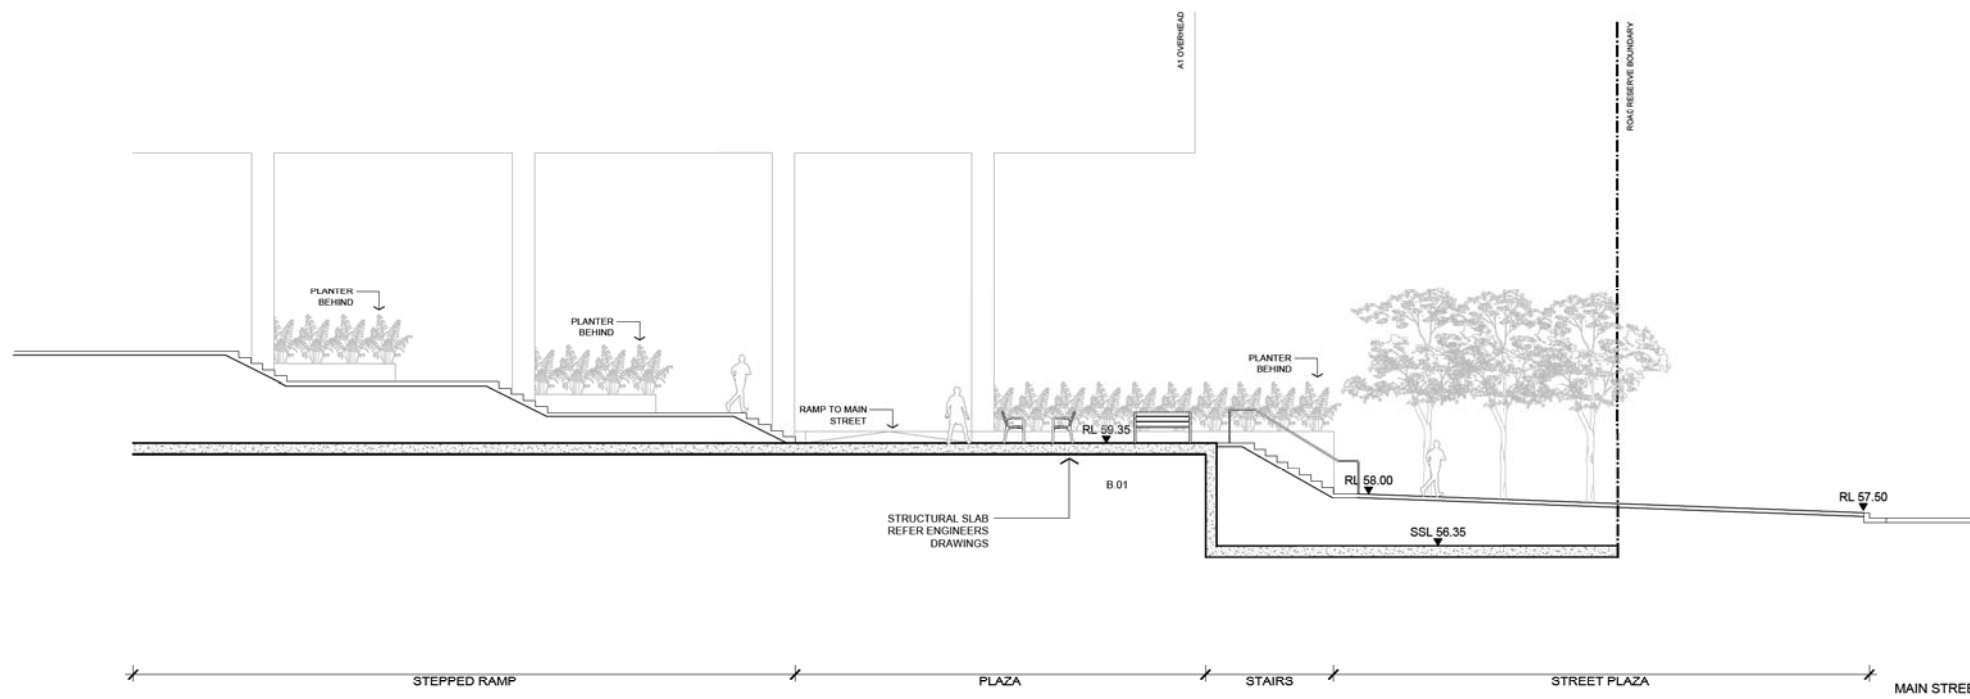 A1 OVERHEAD
ROAD RESERVE BOUNDARY
PLANTER
BEHIND
PLANTER
BEHIND
PLANTER
BEHIND
RAMP TO MAIN
STREET
RL 59.35
B.01
STRUCTURAL SLAB
REFER ENGINEERS
DRAWINGS
RL 58.00
RL 57.50
SSL 56.35
STEPPED RAMP
PLAZA
STAIRS
STREET PLAZA
MAIN STREE